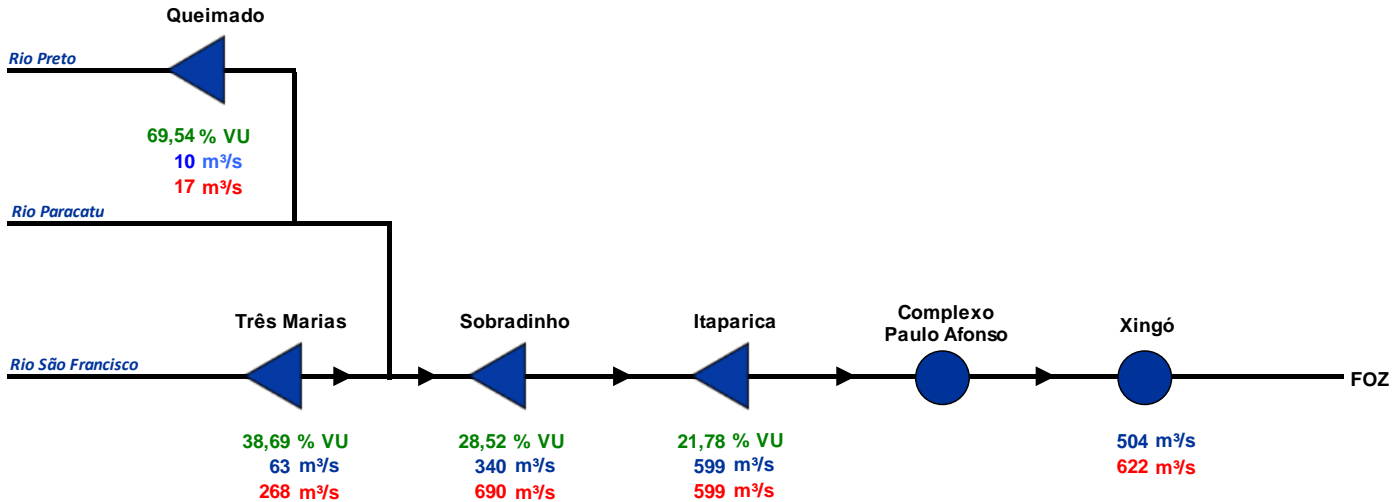 Queimado
Rio Preto
69,54 % VU
10 m³/s
17 m³/s
Rio Paracatu
Três Marias
Sobradinho
Itaparica
Complexo
Paulo Afonso
Xingó
Rio São Francisco
FOZ
38,69 % VU
63 m³/s
268 m³/s
28,52 % VU
340 m³/s
690 m³/s
21,78 % VU
599 m³/s
599 m³/s
504 m³/s
622 m³/s